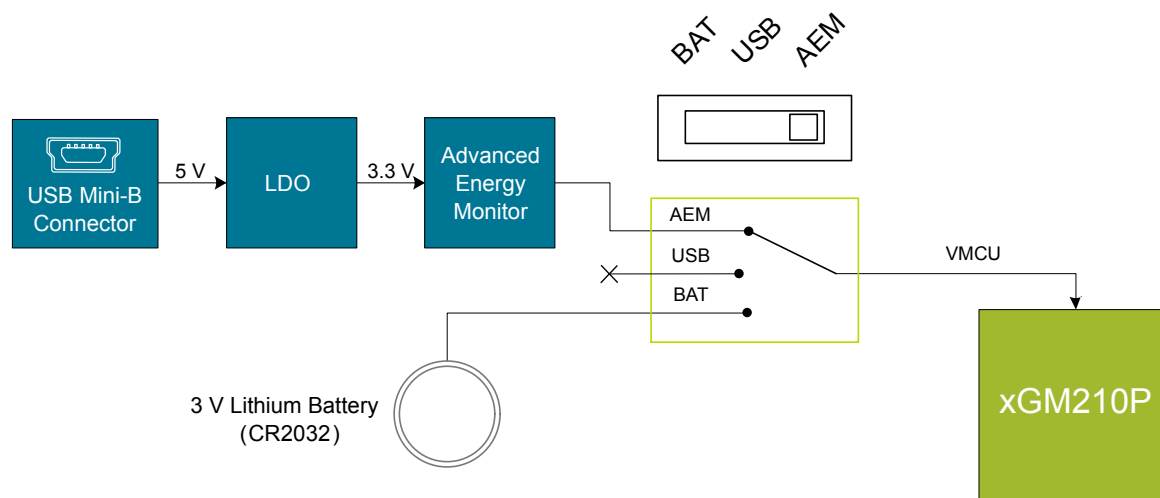 BAT
USB
AEM
USB Mini-B
Connector
5 V
LDO
3.3 V
Advanced
Energy
Monitor
AEM
USB
BAT
VMCU
3 V Lithium Battery
(CR2032)
xGM210P